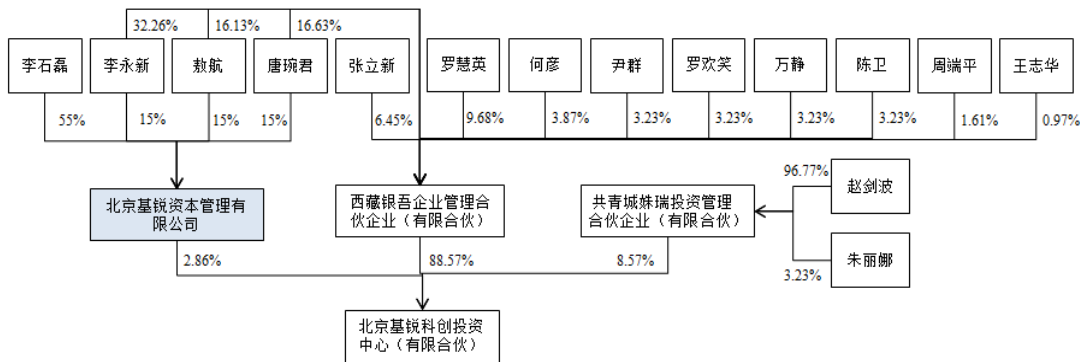 32.26%
16.13%
16.63%
李石磊
李永新
敖航
唐琬君
张立新
罗慧英
何彦
尹群
罗欢笑
万静
陈卫
周端平
王志华
55%
15%
15%
15%
6.45%
9.68%
3.87%
3.23%
3.23%
3.23%
3.23%
1.61%
0.97%
北京基锐资本管理有
限公司
西藏银吾企业管理合
伙企业（有限合伙）
共青城姝瑞投资管理
合伙企业（有限合伙）
96.77%
赵剑波
朱丽娜
3.23%
2.86%
88.57%
8.57%
北京基锐科创投资
中心（有限合伙）